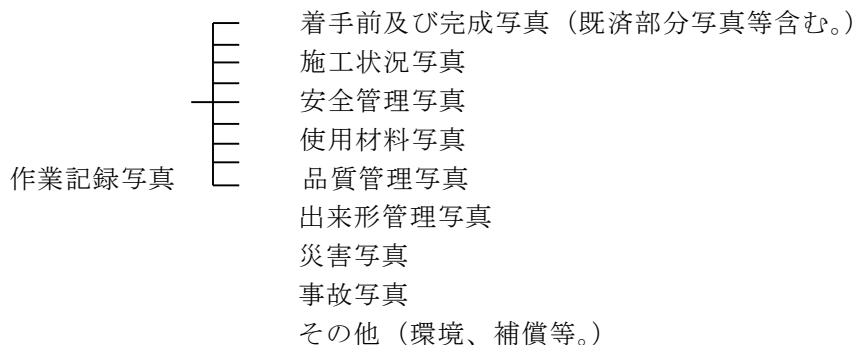 着手前及び完成写真（既済部分写真等含む。）
施工状況写真
安全管理写真
使用材料写真
作業記録写真 品質管理写真
出来形管理写真
災害写真
事故写真
その他（環境、補償等。）